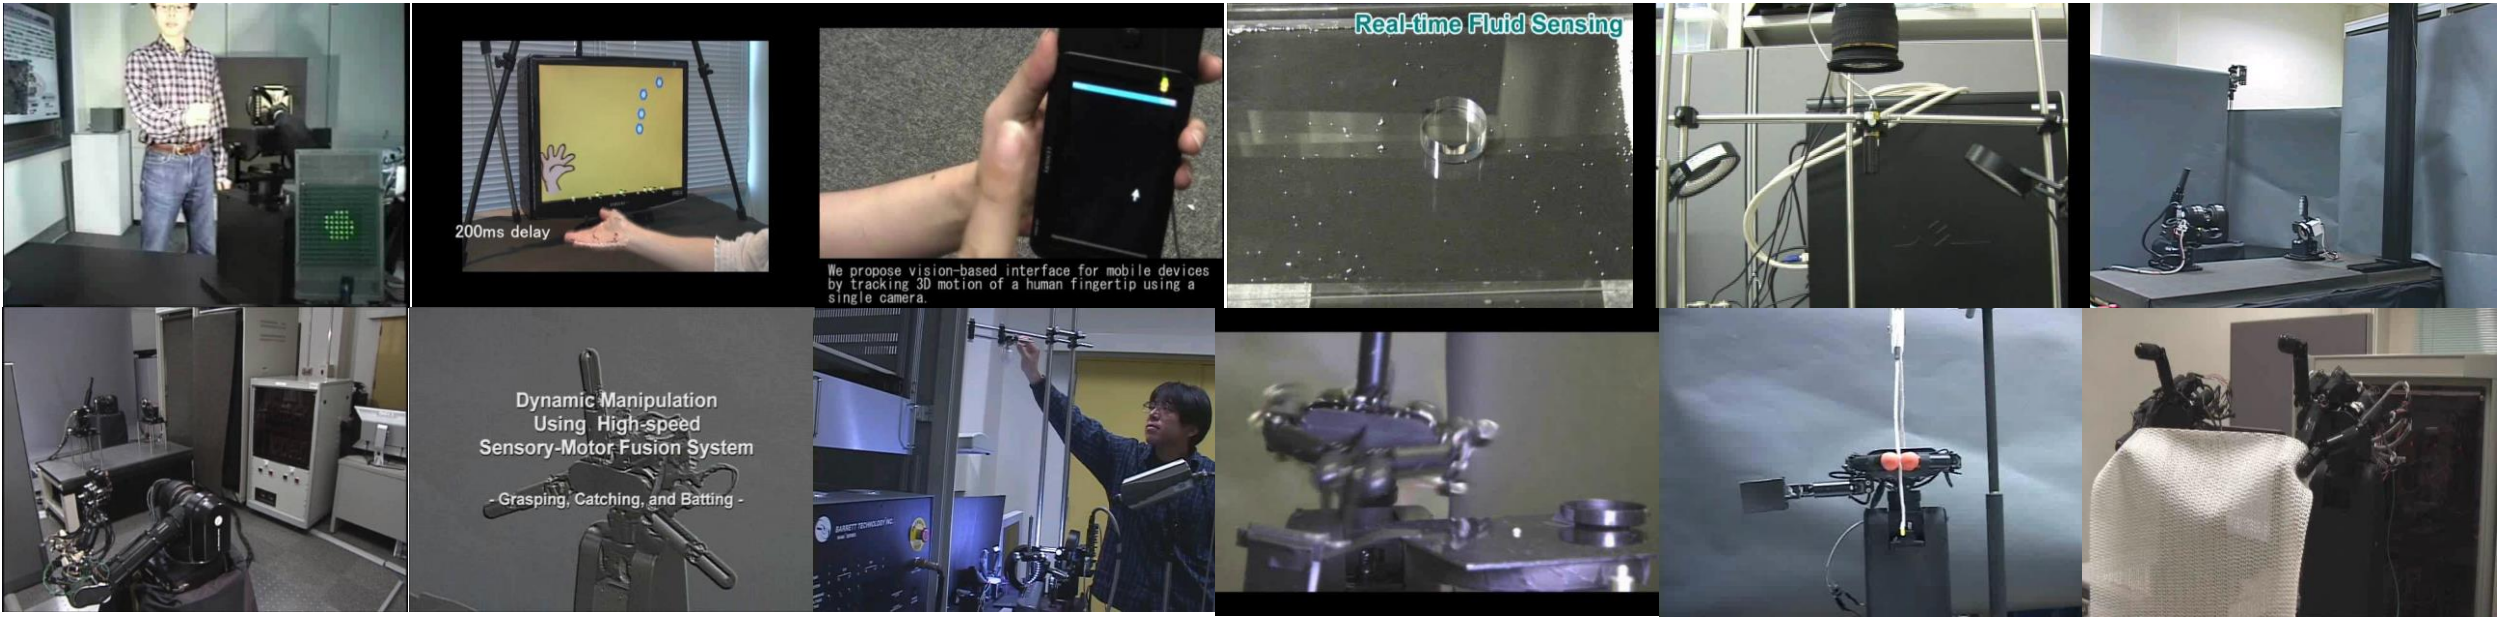 200ms delay
We propose vision-based interface for mobile devices
by tracking 3D motion of a human fingertip using a
single camera.
Real-time Fluid Sensing
Dynamic Manipulation
Using High-speed
Sensory-Motor Fusion System
- Grasping, Catching, and Batting -
BARRETT TECHNOLOGY INC.